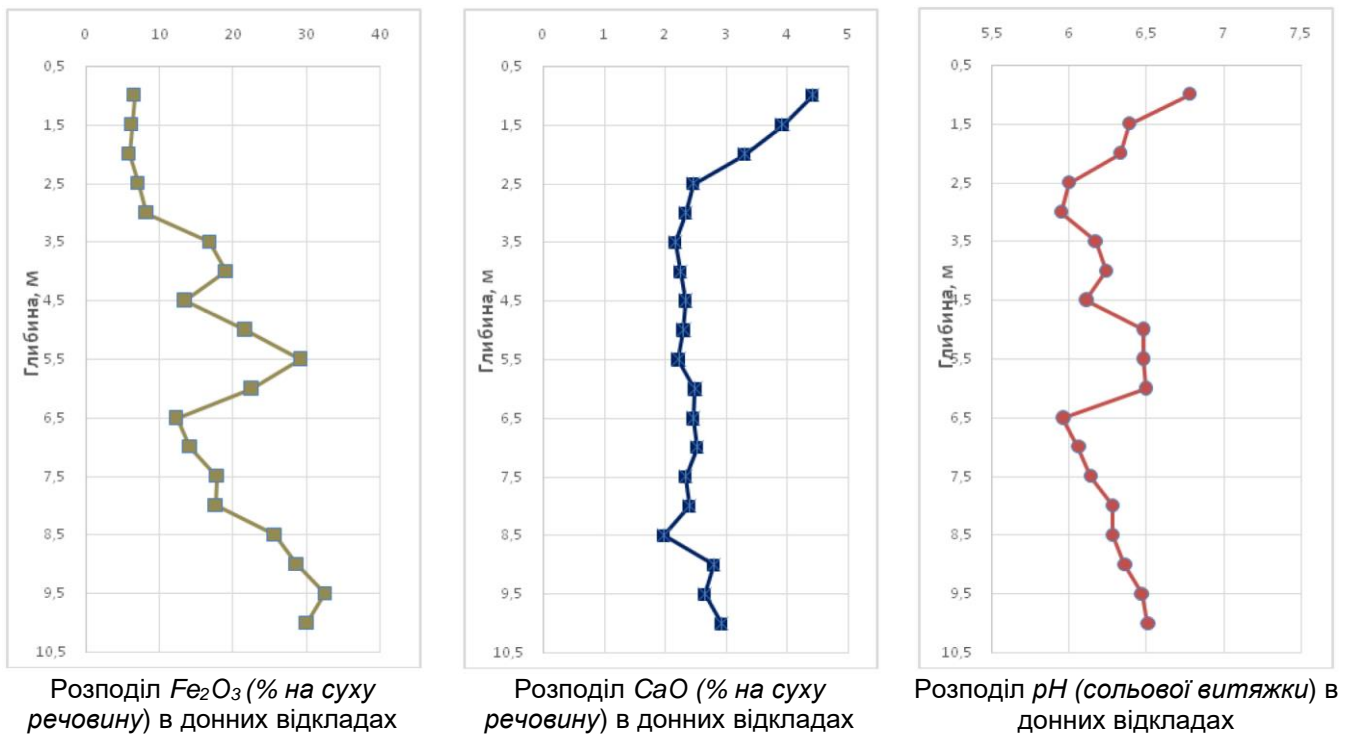 0 10 20 30 40
0,5
1,5
2,5
3,5
4,5
5,5
6,5
7,5
8,5
9,5
10,5
Глибина, м
Розподіл Fe₂O₃ (% на суху
речовину) в донних відкладах
0 1 2 3 4 5
0,5
1,5
2,5
3,5
4,5
5,5
6,5
7,5
8,5
9,5
10,5
Глибина, м
Розподіл CaO (% на суху
речовину) в донних відкладах
5,5 6 6,5 7 7,5
0,5
1,5
2,5
3,5
4,5
5,5
6,5
7,5
8,5
9,5
10,5
Глибина, м
Розподіл pH (сольової витяжки) в
донних відкладах